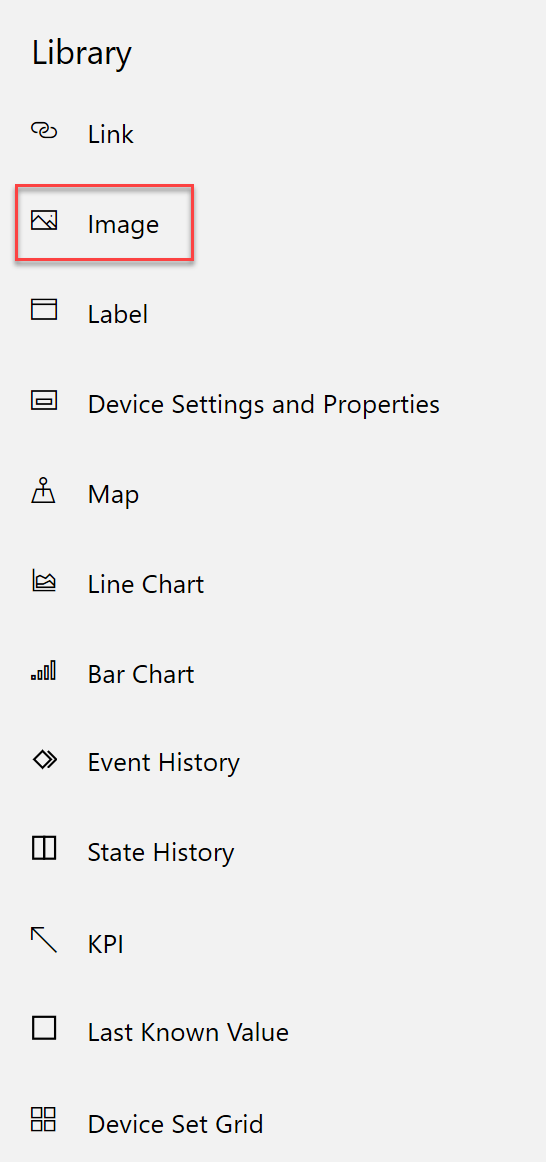 Library
Link
Image
Label
Device Settings and Properties
Map
Line Chart
Bar Chart
Event History
State History
KPI
Last Known Value
Device Set Grid